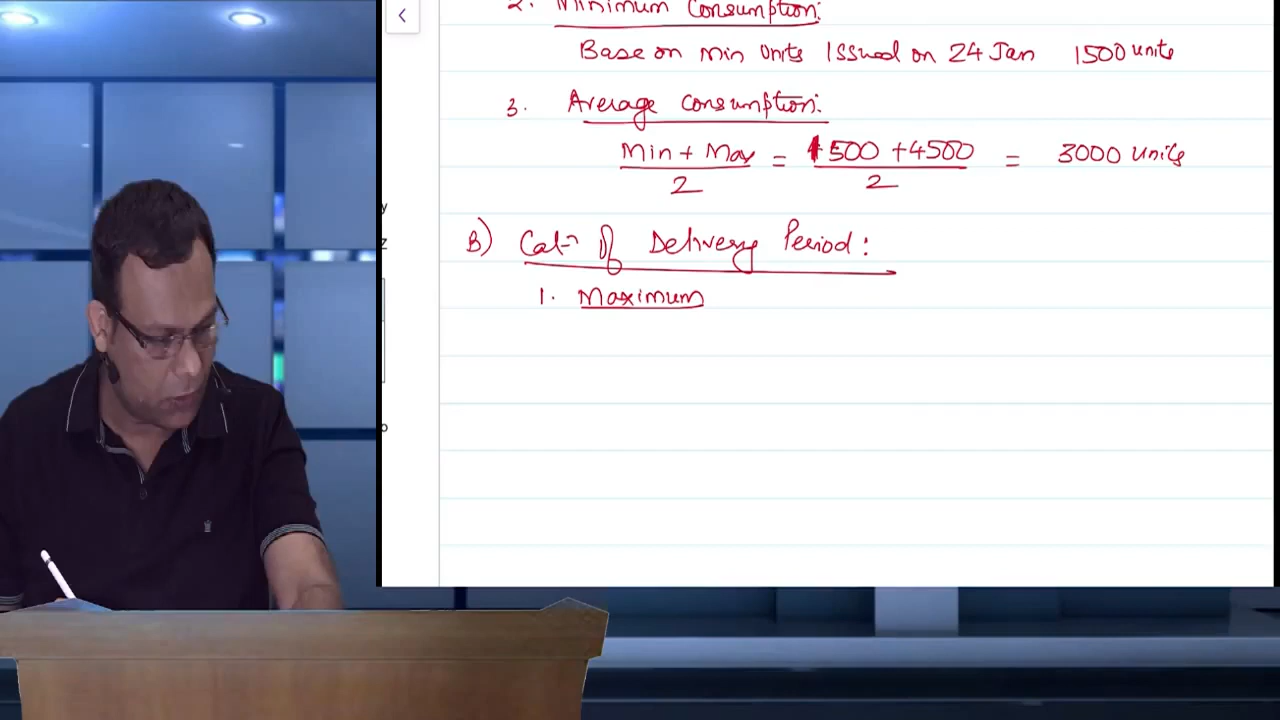 2. Minimum Consumption:
Base on Min Units Issued on 24 Jan 1500 units
3. Average Consumption:
Min + Max / 2 = 1500 + 4500 / 2 = 3000 units
B) Caln of Delivery Period:
1. Maximum
y
z
o